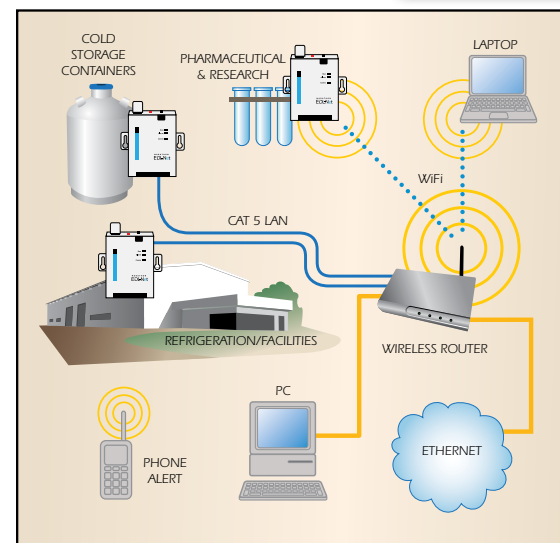 COLD
STORAGE
CONTAINERS
PHARMACEUTICAL
& RESEARCH
LAPTOP
WiFi
CAT 5 LAN
REFRIGERATION/FACILITIES
WIRELESS ROUTER
PC
PHONE
ALERT
ETHERNET